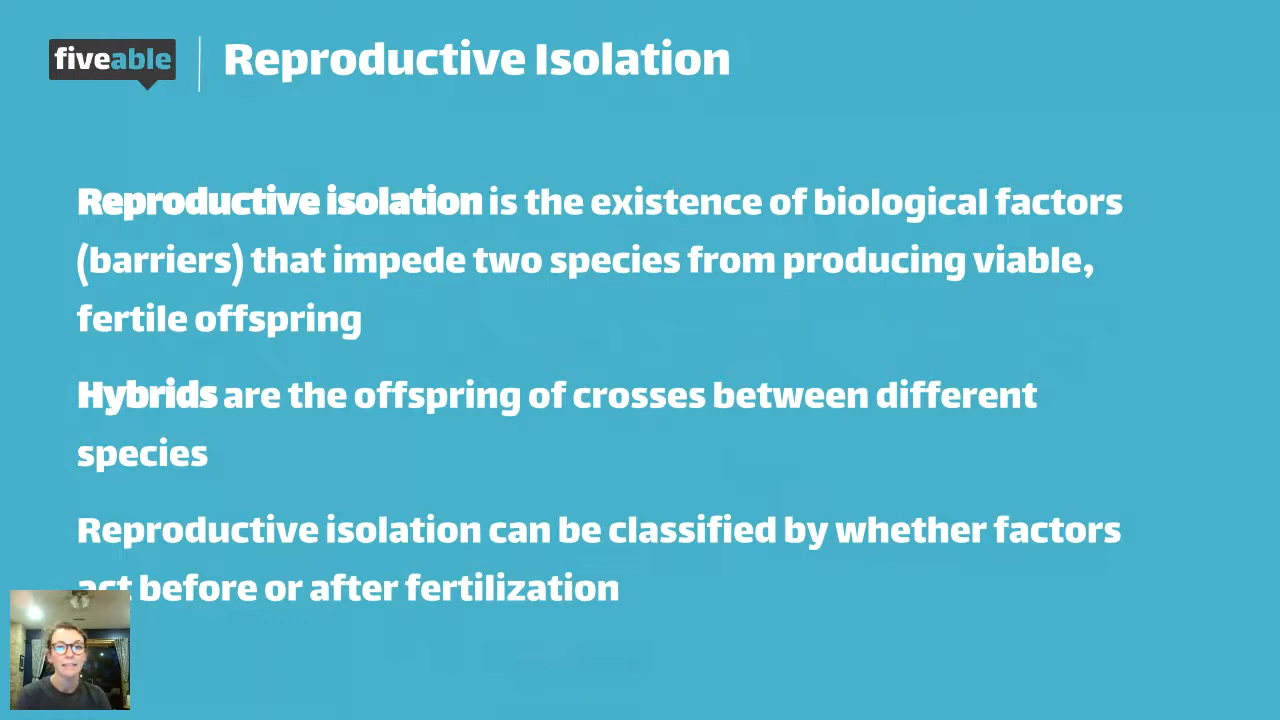 fiveable
Reproductive Isolation
Reproductive isolation is the existence of biological factors
(barriers) that impede two species from producing viable,
fertile offspring
Hybrids are the offspring of crosses between different
species
Reproductive isolation can be classified by whether factors
act before or after fertilization